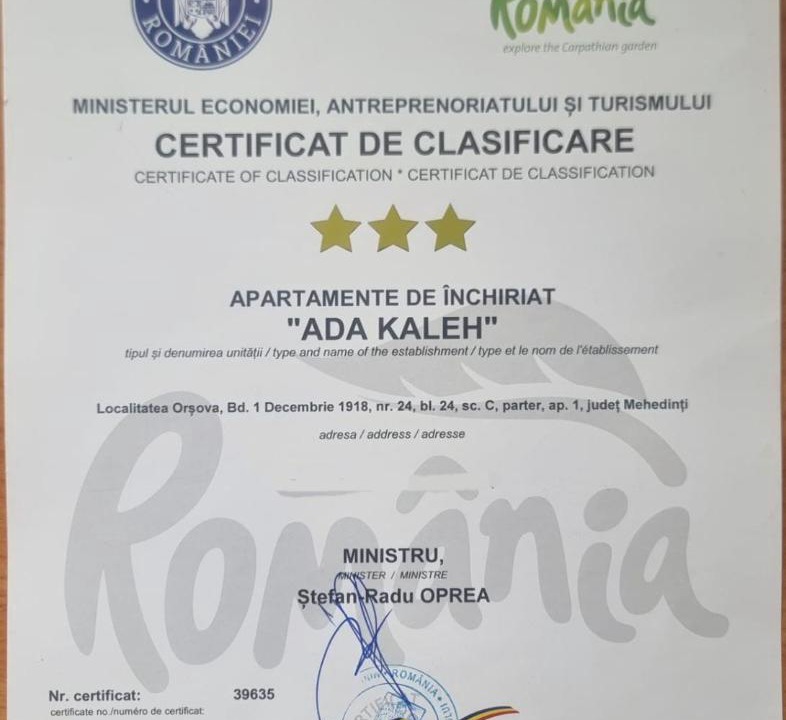 ROMÂNIEI
România
explore the Carpathian garden
MINISTERUL ECONOMIEI, ANTREPRENORIATULUI ȘI TURISMULUI
CERTIFICAT DE CLASIFICARE
CERTIFICATE OF CLASSIFICATION * CERTIFICAT DE CLASSIFICATION
APARTAMENTE DE ÎNCHIRIAT
"ADA KALEH"
tipul și denumirea unității / type and name of the establishment / type et le nom de l'établissement
Localitatea Orșova, Bd. 1 Decembrie 1918, nr. 24, bl. 24, sc. C, parter, ap. 1, județ Mehedinți
adresa / address / adresse
România
MINISTRU,
MINISTER / MINISTRE
Ștefan-Radu OPREA
ROMÂNIA
Nr. certificat: 39635
certificate no./numéro de certificat: